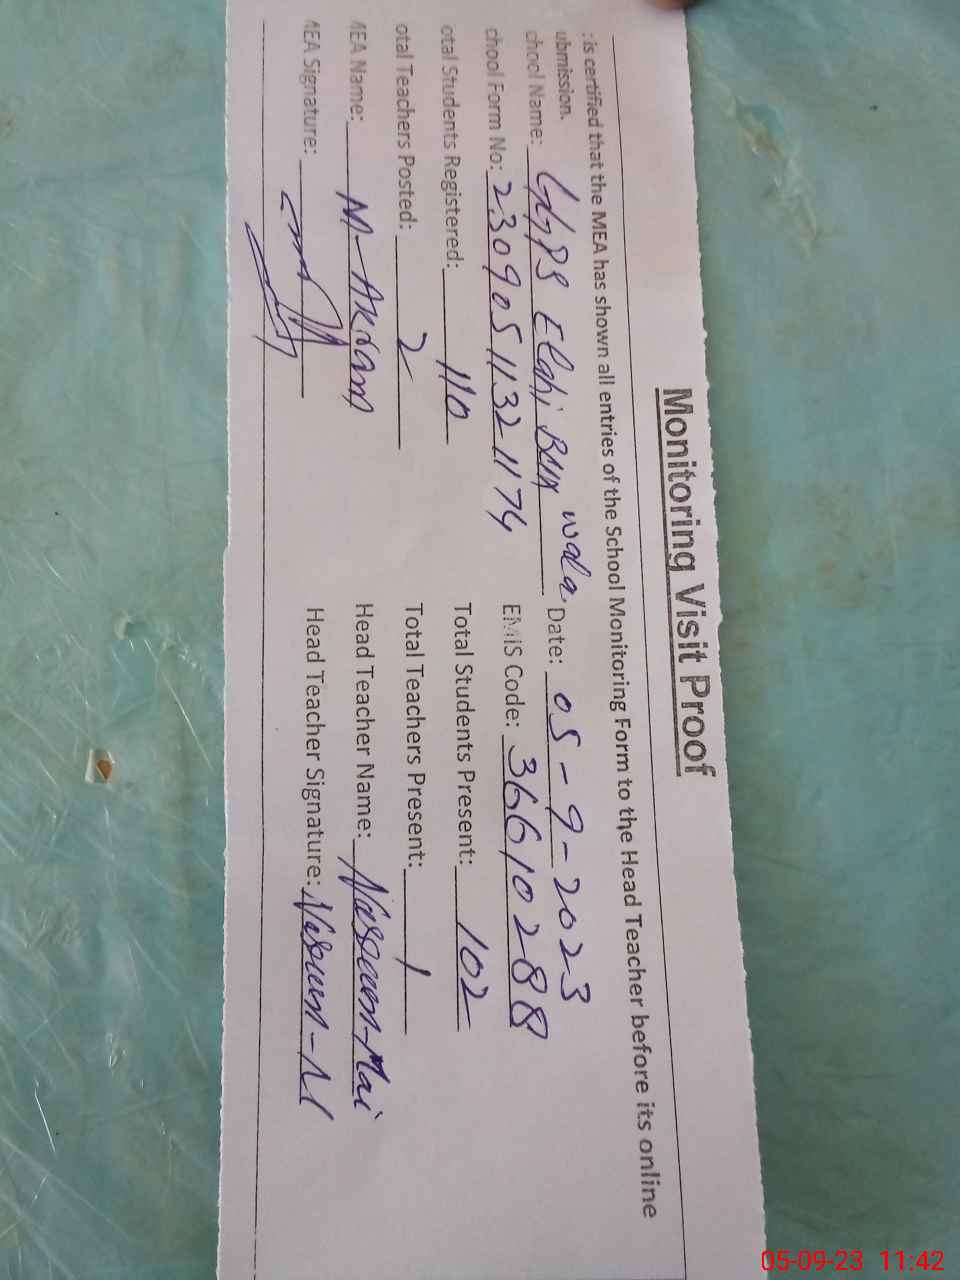 Monitoring Visit Proof
: is certified that the MEA has shown all entries of the School Monitoring Form to the Head Teacher before its online
ubmission.
chool Name: GGPS Elahi Bux wala Date: 05-9-2023
chool Form No: 23090511321174 EMIS Code: 36610288
otal Students Registered: 110 Total Students Present: 102
otal Teachers Posted: 2 Total Teachers Present: 1
MEA Name: M-Akram Head Teacher Name: Naseem-Mai
MEA Signature: Head Teacher Signature: Naseem-M
05-09-23 11:42